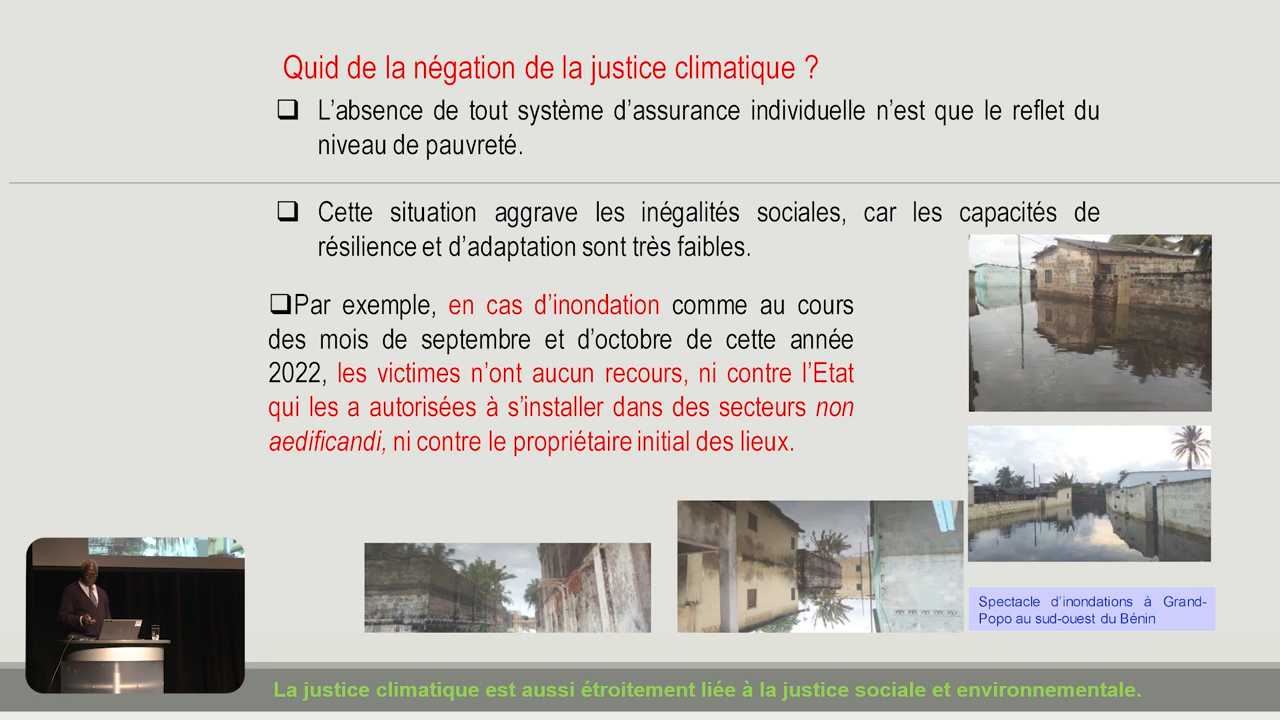 Quid de la négation de la justice climatique ?
❑ L’absence de tout système d’assurance individuelle n’est que le reflet du
niveau de pauvreté.
❑ Cette situation aggrave les inégalités sociales, car les capacités de
résilience et d’adaptation sont très faibles.
❑Par exemple, en cas d’inondation comme au cours
des mois de septembre et d’octobre de cette année
2022, les victimes n’ont aucun recours, ni contre l’Etat
qui les a autorisées à s’installer dans des secteurs non
aedificandi, ni contre le propriétaire initial des lieux.
Spectacle d’inondations à Grand-
Popo au sud-ouest du Bénin
La justice climatique est aussi étroitement liée à la justice sociale et environnementale.